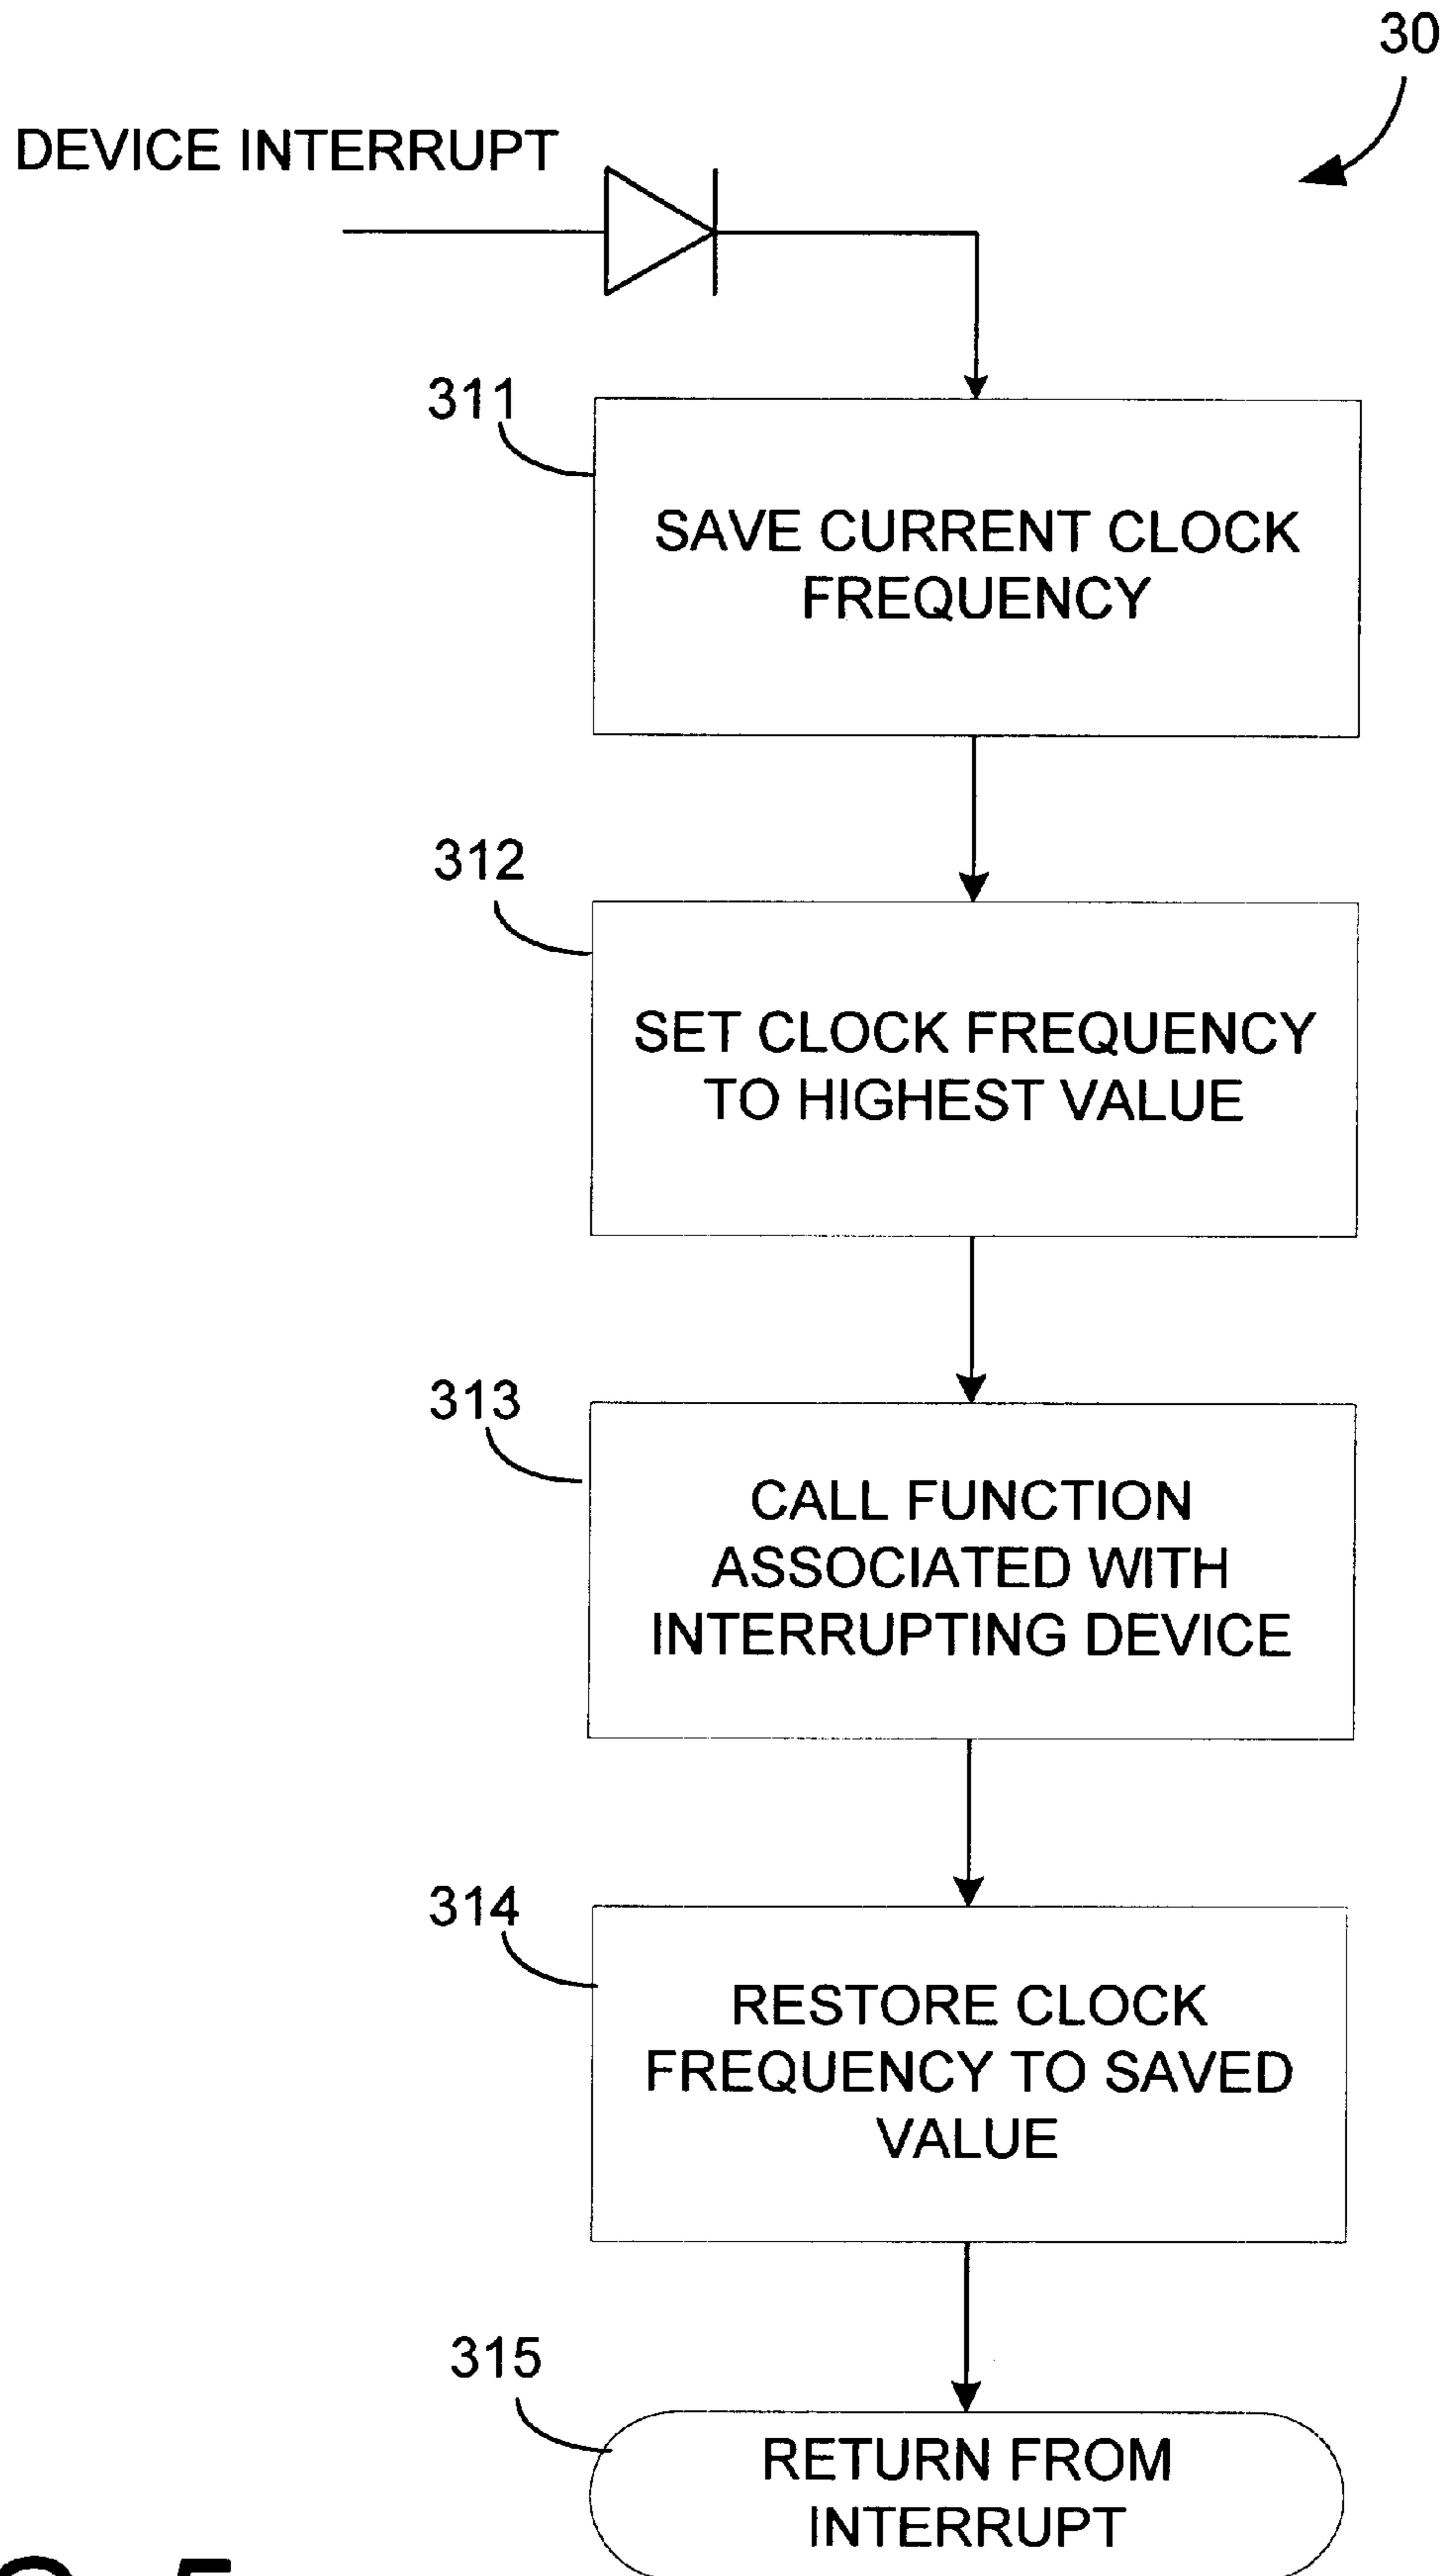 30
DEVICE INTERRUPT
311
SAVE CURRENT CLOCK
FREQUENCY
312
SET CLOCK FREQUENCY
TO HIGHEST VALUE
313
CALL FUNCTION
ASSOCIATED WITH
INTERRUPTING DEVICE
314
RESTORE CLOCK
FREQUENCY TO SAVED
VALUE
315
RETURN FROM
INTERRUPT